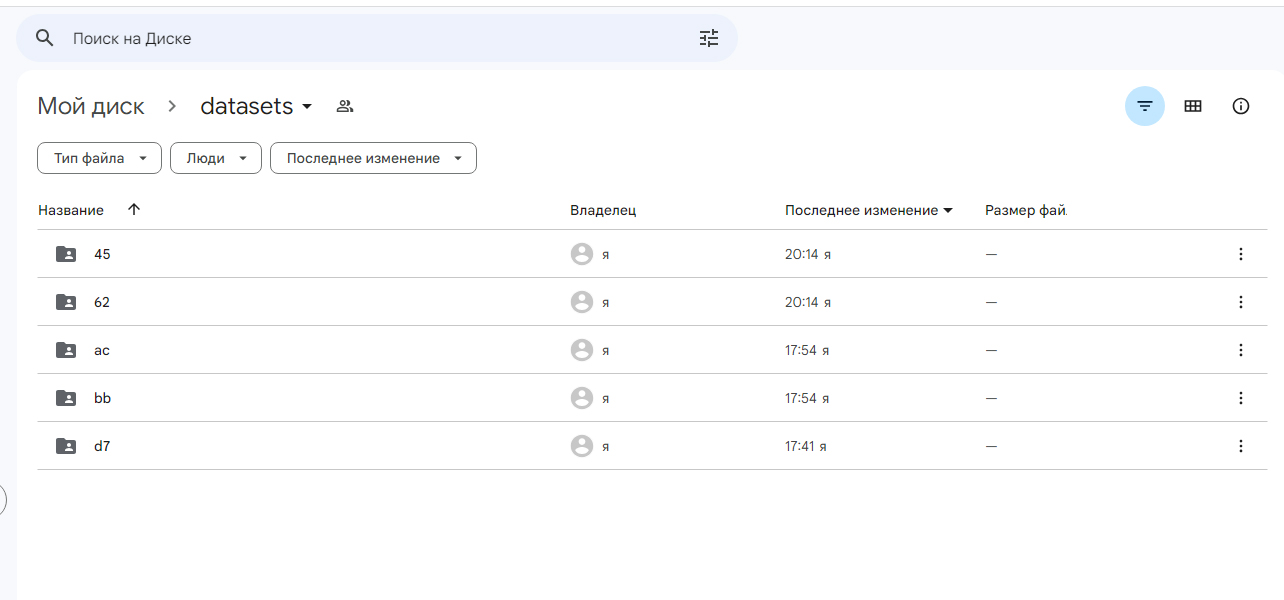 Поиск на Диске
Мой диск > datasets
Тип файла Люди Последнее изменение
Название Владелец Последнее изменение Размер фай
45 я 20:14 я —
62 я 20:14 я —
ac я 17:54 я —
bb я 17:54 я —
d7 я 17:41 я —